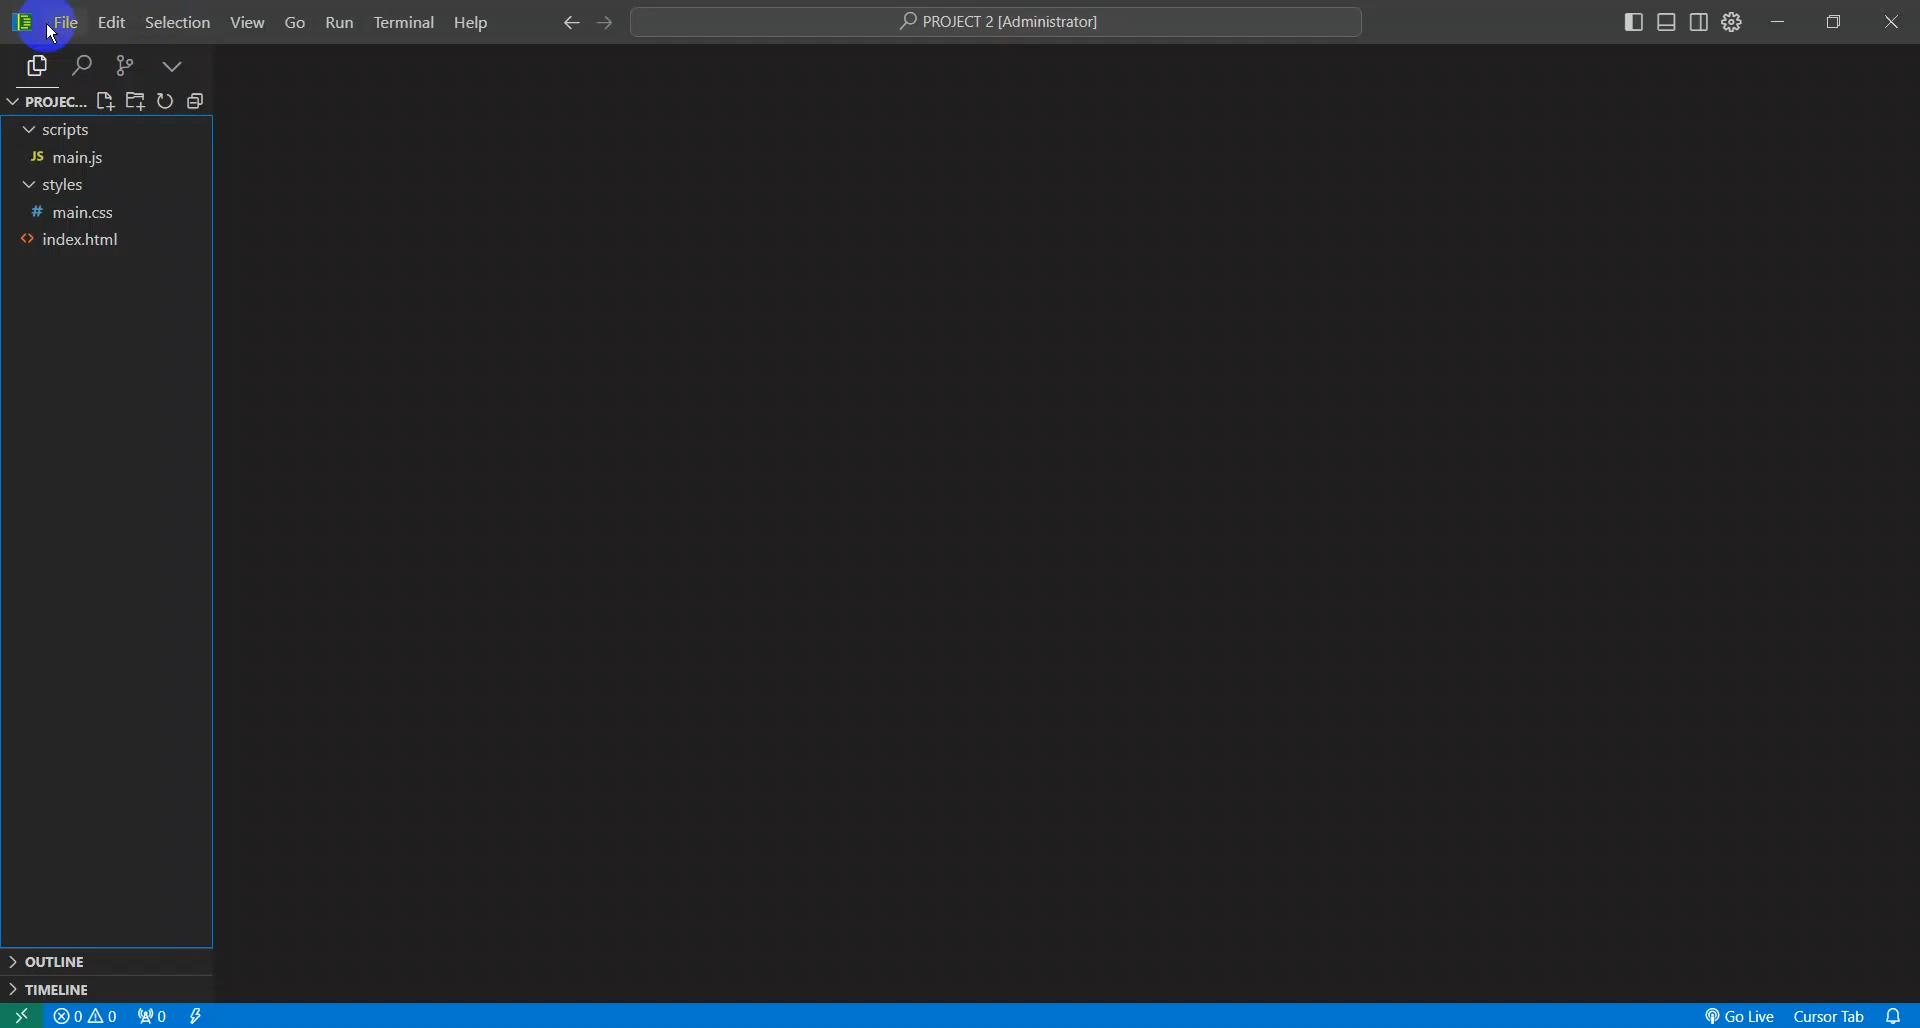 File Edit Selection View Go Run Terminal Help PROJECT 2 [Administrator]
PROJEC...
scripts
JS main.js
styles
# main.css
<> index.html
OUTLINE
TIMELINE
0 0 0 Go Live Cursor Tab